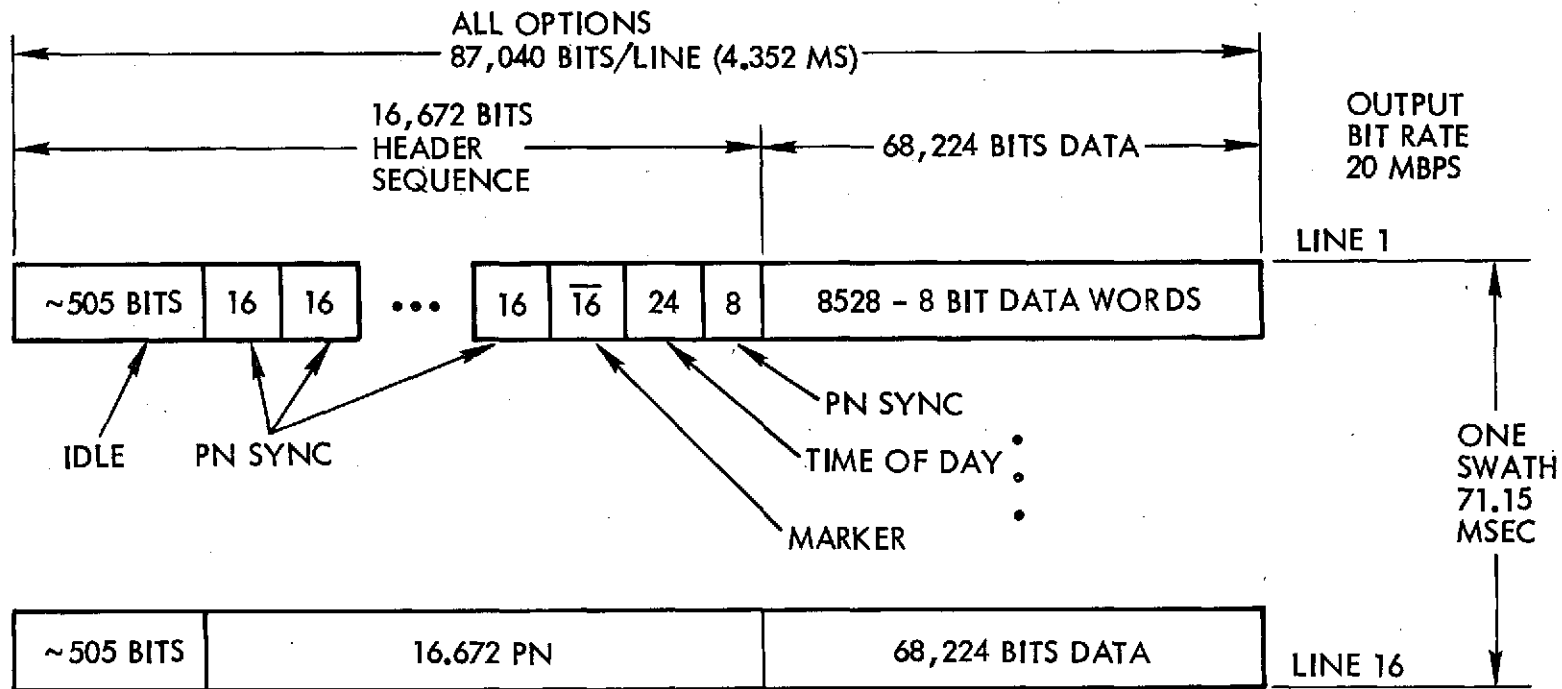 ALL OPTIONS
87,040 BITS/LINE (4.352 MS)
16,672 BITS
HEADER
SEQUENCE
68,224 BITS DATA
OUTPUT
BIT RATE
20 MBPS
LINE 1
~505 BITS 16 16 ••• 16 1̅6̅ 24 8 8528 - 8 BIT DATA WORDS
IDLE
PN SYNC
PN SYNC
TIME OF DAY
MARKER
ONE
SWATH
71.15
MSEC
~505 BITS 16.672 PN 68,224 BITS DATA
LINE 16